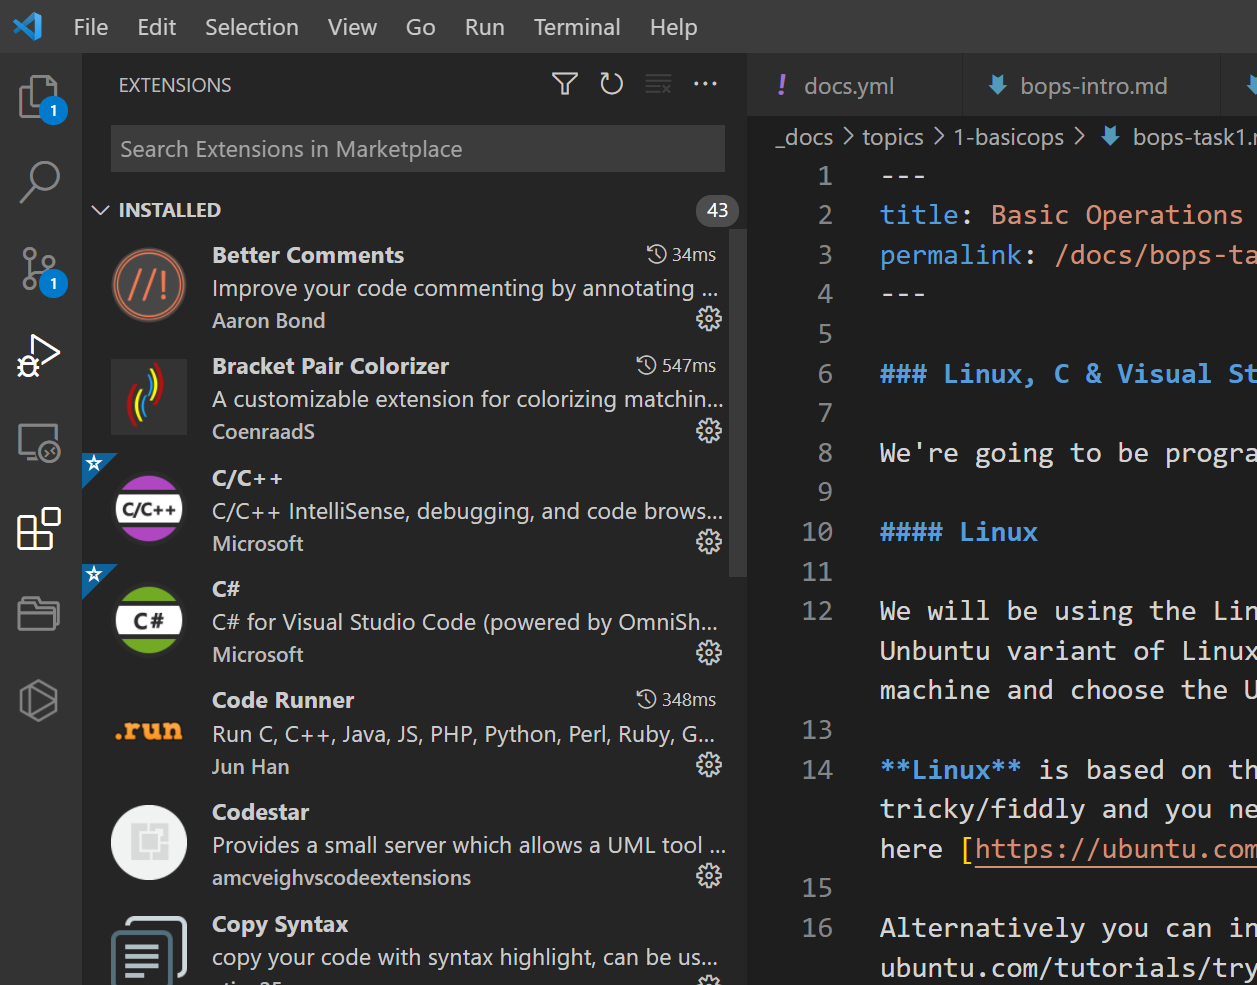 File Edit Selection View Go Run Terminal Help
EXTENSIONS
Search Extensions in Marketplace
INSTALLED 43
Better Comments 34ms
Improve your code commenting by annotating ...
Aaron Bond
Bracket Pair Colorizer 547ms
A customizable extension for colorizing matchin...
CoenraadS
C/C++
C/C++
C/C++ IntelliSense, debugging, and code brows...
Microsoft
C#
C#
C# for Visual Studio Code (powered by OmniSh...
Microsoft
Code Runner 348ms
.run
Run C, C++, Java, JS, PHP, Python, Perl, Ruby, G...
Jun Han
Codestar
Provides a small server which allows a UML tool ...
amcveighvscodeextensions
Copy Syntax
copy your code with syntax highlight, can be us...
1
1
//!
! docs.yml bops-intro.md
_docs > topics > 1-basicops > bops-task1.
1 ---
2 title: Basic Operations
3 permalink: /docs/bops-ta
4 ---
5
6 ### Linux, C & Visual St
7
8 We're going to be progra
9
10 #### Linux
11
12 We will be using the Lin
Unbuntu variant of Linux
machine and choose the U
13
14 **Linux** is based on th
tricky/fiddly and you ne
here [https://ubuntu.com
15
16 Alternatively you can in
ubuntu.com/tutorials/try